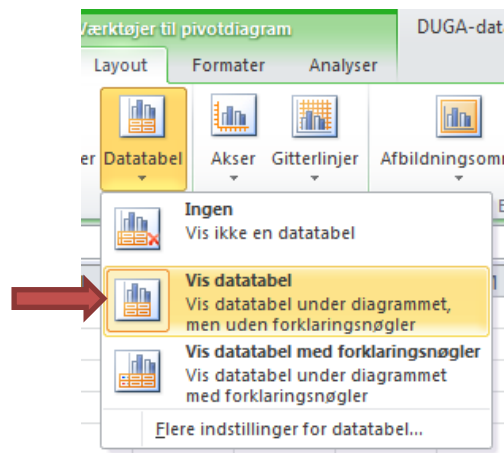 Værktøjer til pivotdiagram DUGA-dat
Layout Formater Analyser
er Datatabel Akser Gitterlinjer Afbildningsomr
Ingen
Vis ikke en datatabel
Vis datatabel
Vis datatabel under diagrammet,
men uden forklaringsnøgler
Vis datatabel med forklaringsnøgler
Vis datatabel under diagrammet
med forklaringsnøgler
Flere indstillinger for datatabel...